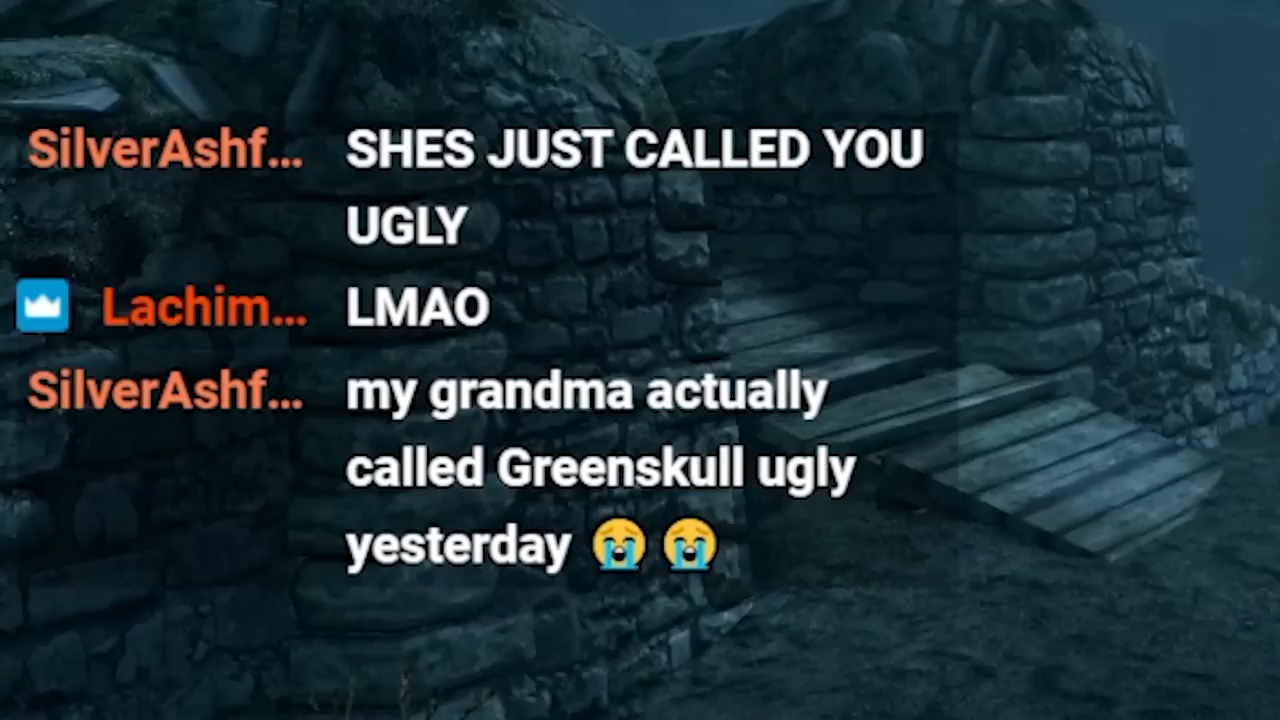 SilverAshf... SHES JUST CALLED YOU
UGLY
Lachim... LMAO
SilverAshf... my grandma actually
called Greenskull ugly
yesterday 😭 😭